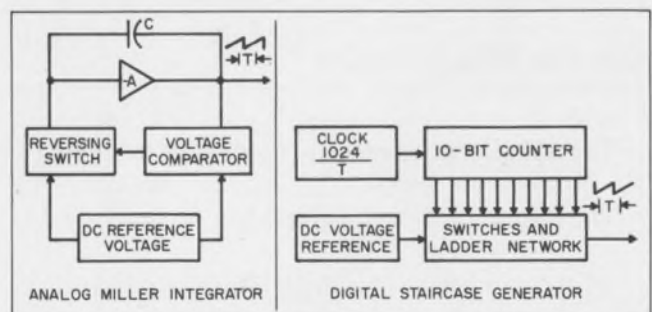 C
T
-A
REVERSING
SWITCH
VOLTAGE
COMPARATOR
DC REFERENCE
VOLTAGE
ANALOG MILLER INTEGRATOR
CLOCK
1024
T
10-BIT COUNTER
T
DC VOLTAGE
REFERENCE
SWITCHES AND
LADDER NETWORK
DIGITAL STAIRCASE GENERATOR